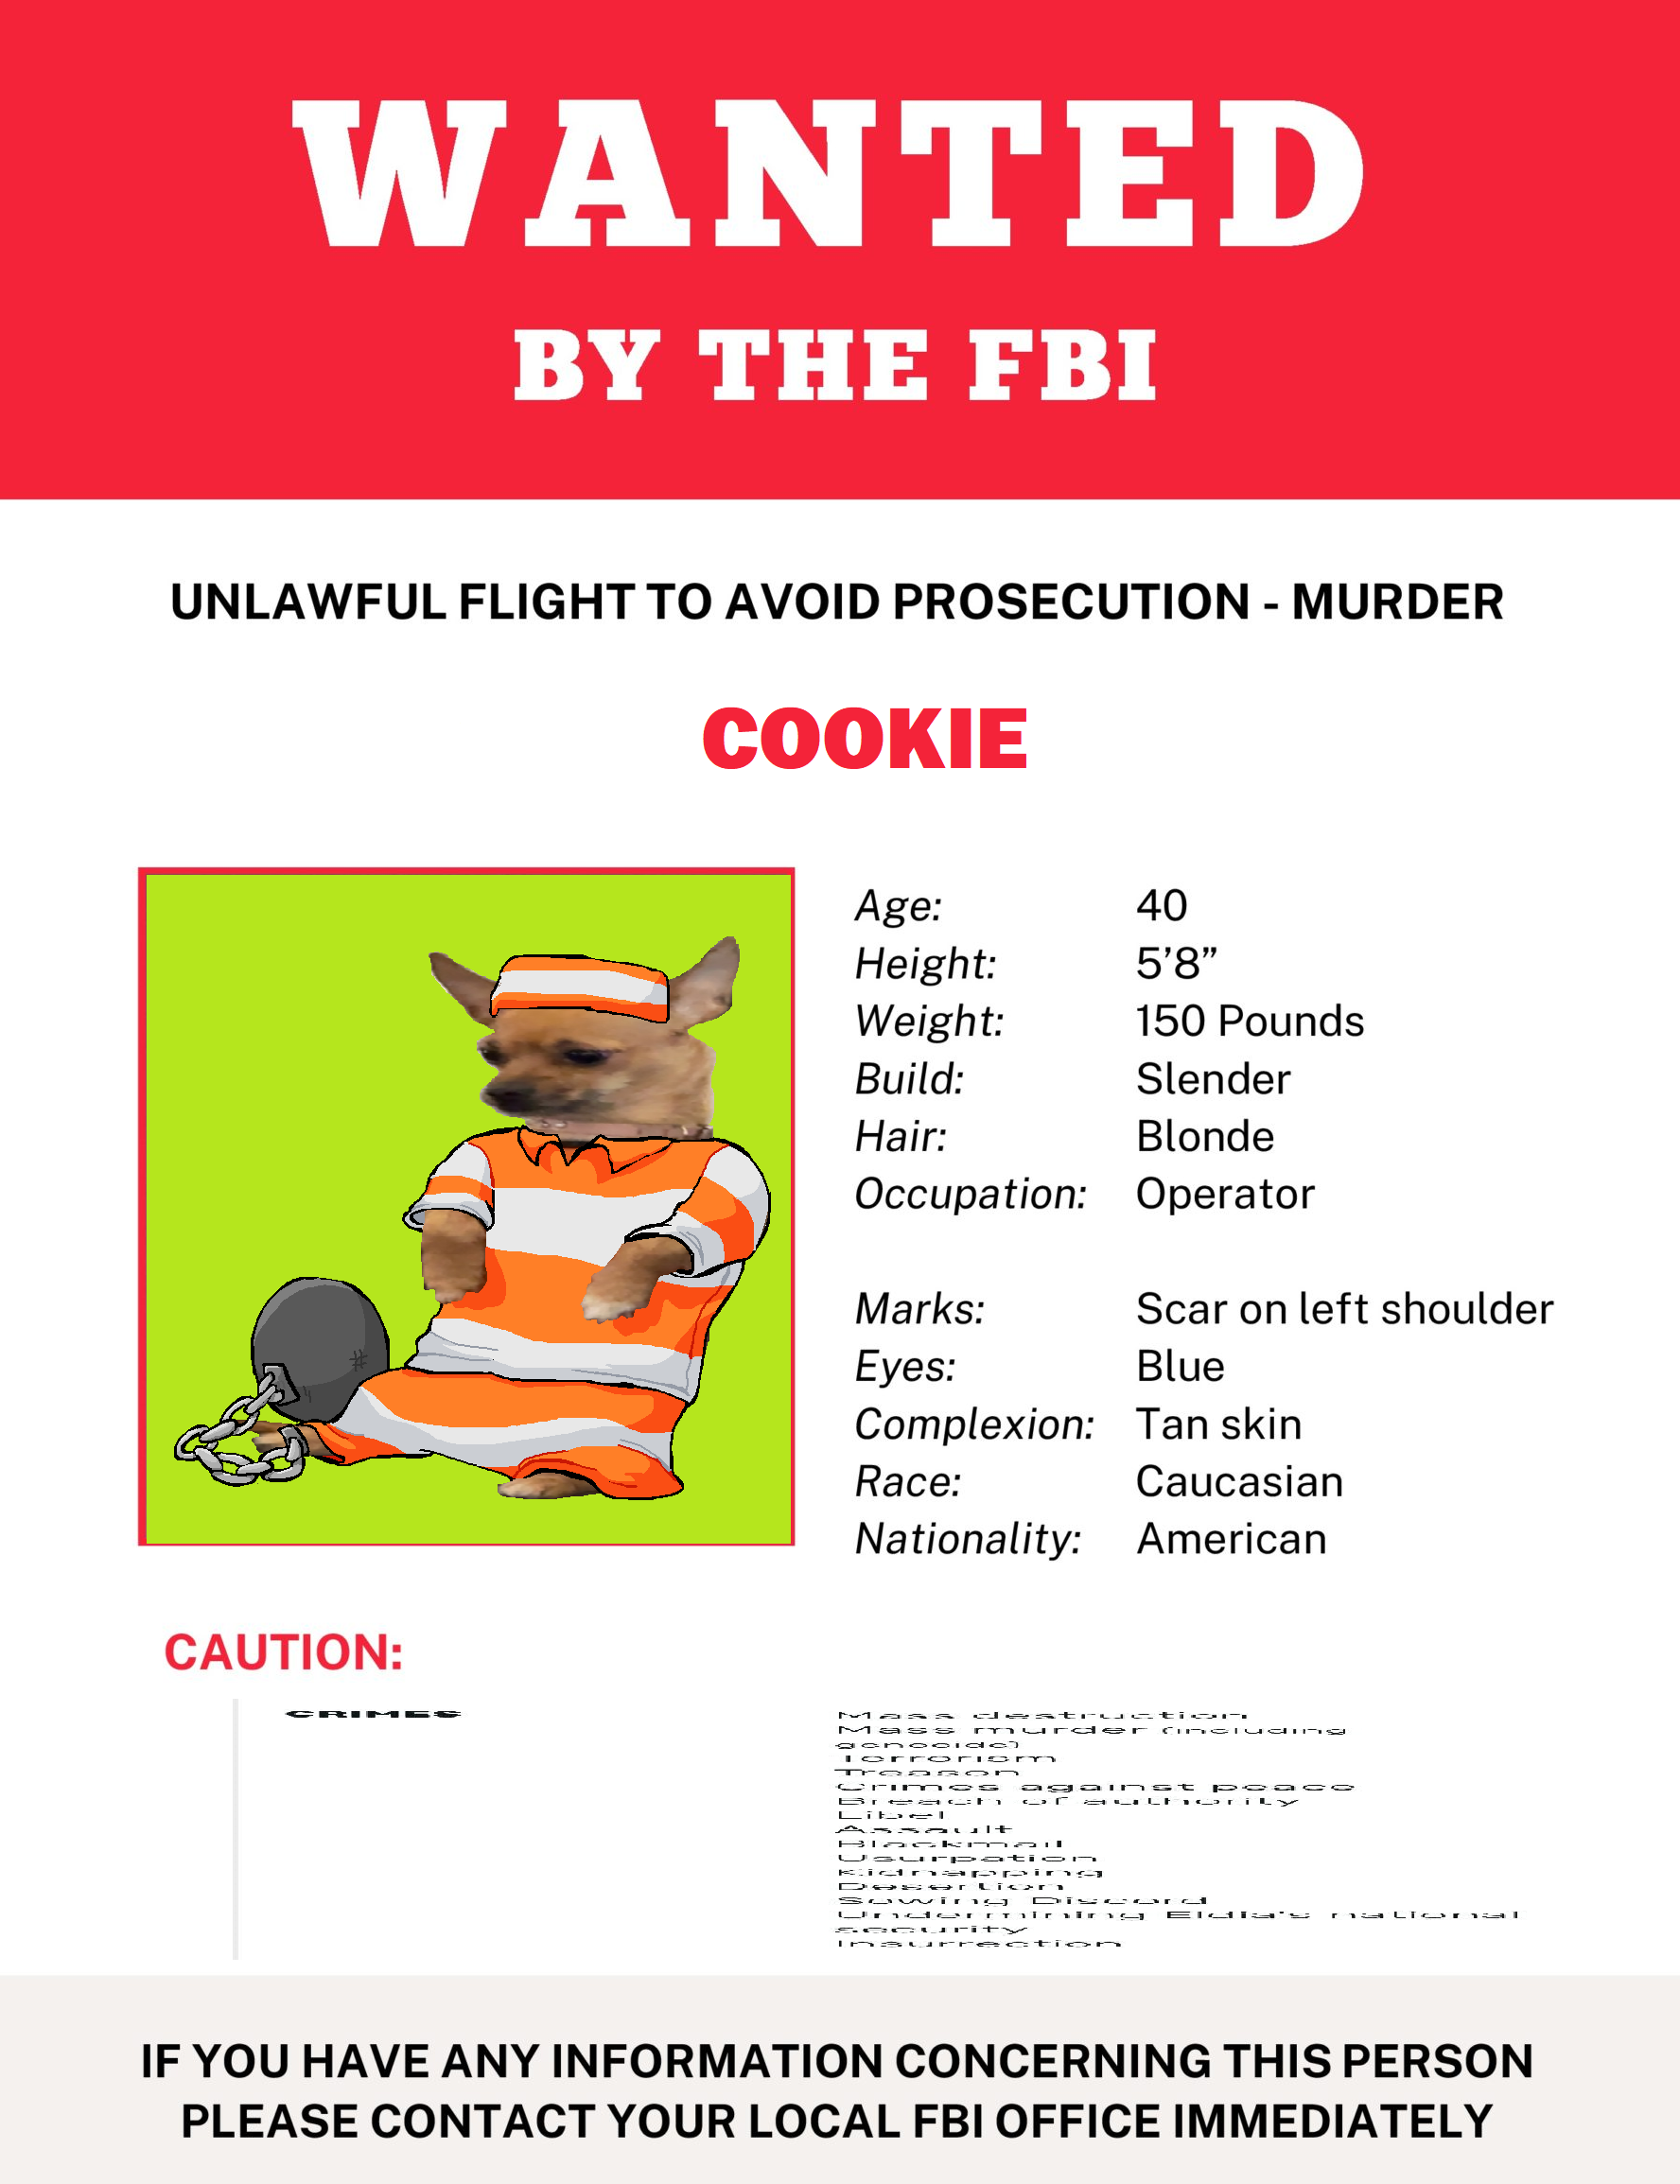 WANTED
BY THE FBI
UNLAWFUL FLIGHT TO AVOID PROSECUTION - MURDER
COOKIE
Age: 40
Height: 5’8”
Weight: 150 Pounds
Build: Slender
Hair: Blonde
Occupation: Operator
Marks: Scar on left shoulder
Eyes: Blue
Complexion: Tan skin
Race: Caucasian
Nationality: American
CAUTION:
CRIMES
Mass destruction
Mass murder (including
genocide)
Terrorism
Treason
Crimes against peace
Breach of authority
Libel
Assault
Blackmail
Usurpation
Kidnapping
Desertion
Sowing Discord
Undermining Eldia's national
security
Insurrection
IF YOU HAVE ANY INFORMATION CONCERNING THIS PERSON
PLEASE CONTACT YOUR LOCAL FBI OFFICE IMMEDIATELY